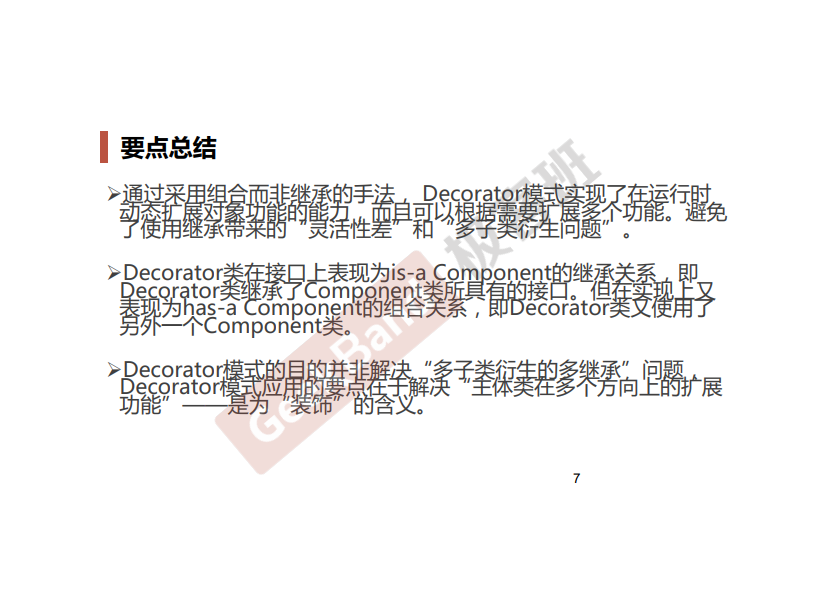 要点总结
➢通过采用组合而非继承的手法， Decorator模式实现了在运行时
动态扩展对象功能的能力，而且可以根据需要扩展多个功能。避免
了使用继承带来的“灵活性差”和“多子类衍生问题”。
➢Decorator类在接口上表现为is-a Component的继承关系，即
Decorator类继承了Component类所具有的接口。但在实现上又
表现为has-a Component的组合关系，即Decorator类又使用了
另外一个Component类。
➢Decorator模式的目的并非解决“多子类衍生的多继承”问题，
Decorator模式应用的要点在于解决“主体类在多个方向上的扩展
功能”——是为“装饰”的含义。
GeekBand 极客班
7